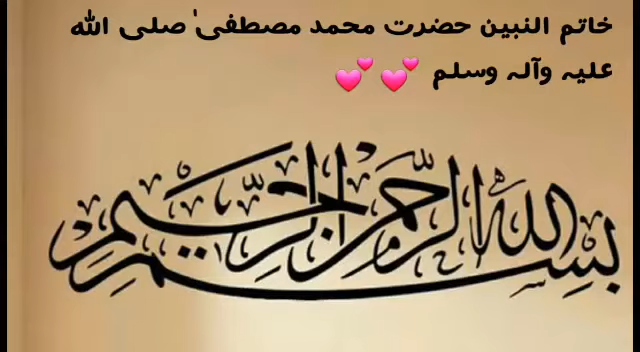 خاتم النبین حضرت محمد مصطفیٰ صلی اللہ
علیہ وآلہ وسلم 💕 💕
بسم الله الرحمن الرحيم